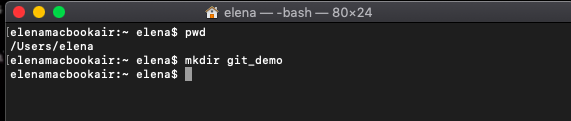 elena — -bash — 80×24
[elenamacbookair:~ elena$ pwd
/Users/elena
[elenamacbookair:~ elena$ mkdir git_demo
elenamacbookair:~ elena$